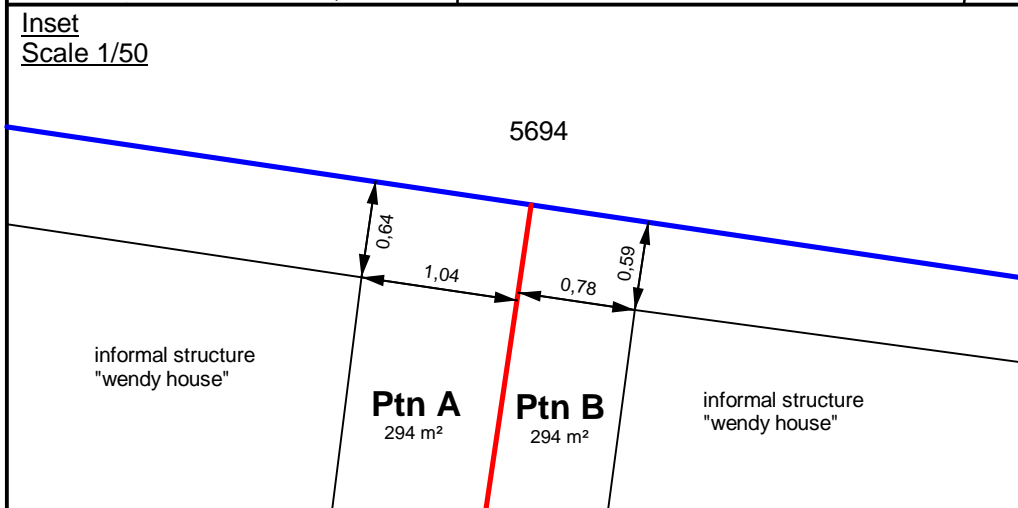 Inset
Scale 1/50
5694
0,64
0,59
1,04
0,78
informal structure
"wendy house"
Ptn A
294 m²
Ptn B
294 m²
informal structure
"wendy house"